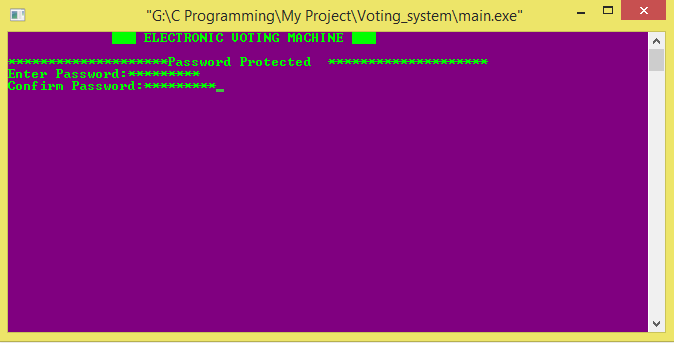 "G:\C Programming\My Project\Voting_system\main.exe"
███ ELECTRONIC VOTING MACHINE ███
********************Password Protected  ********************
Enter Password:*********
Confirm Password:*********_